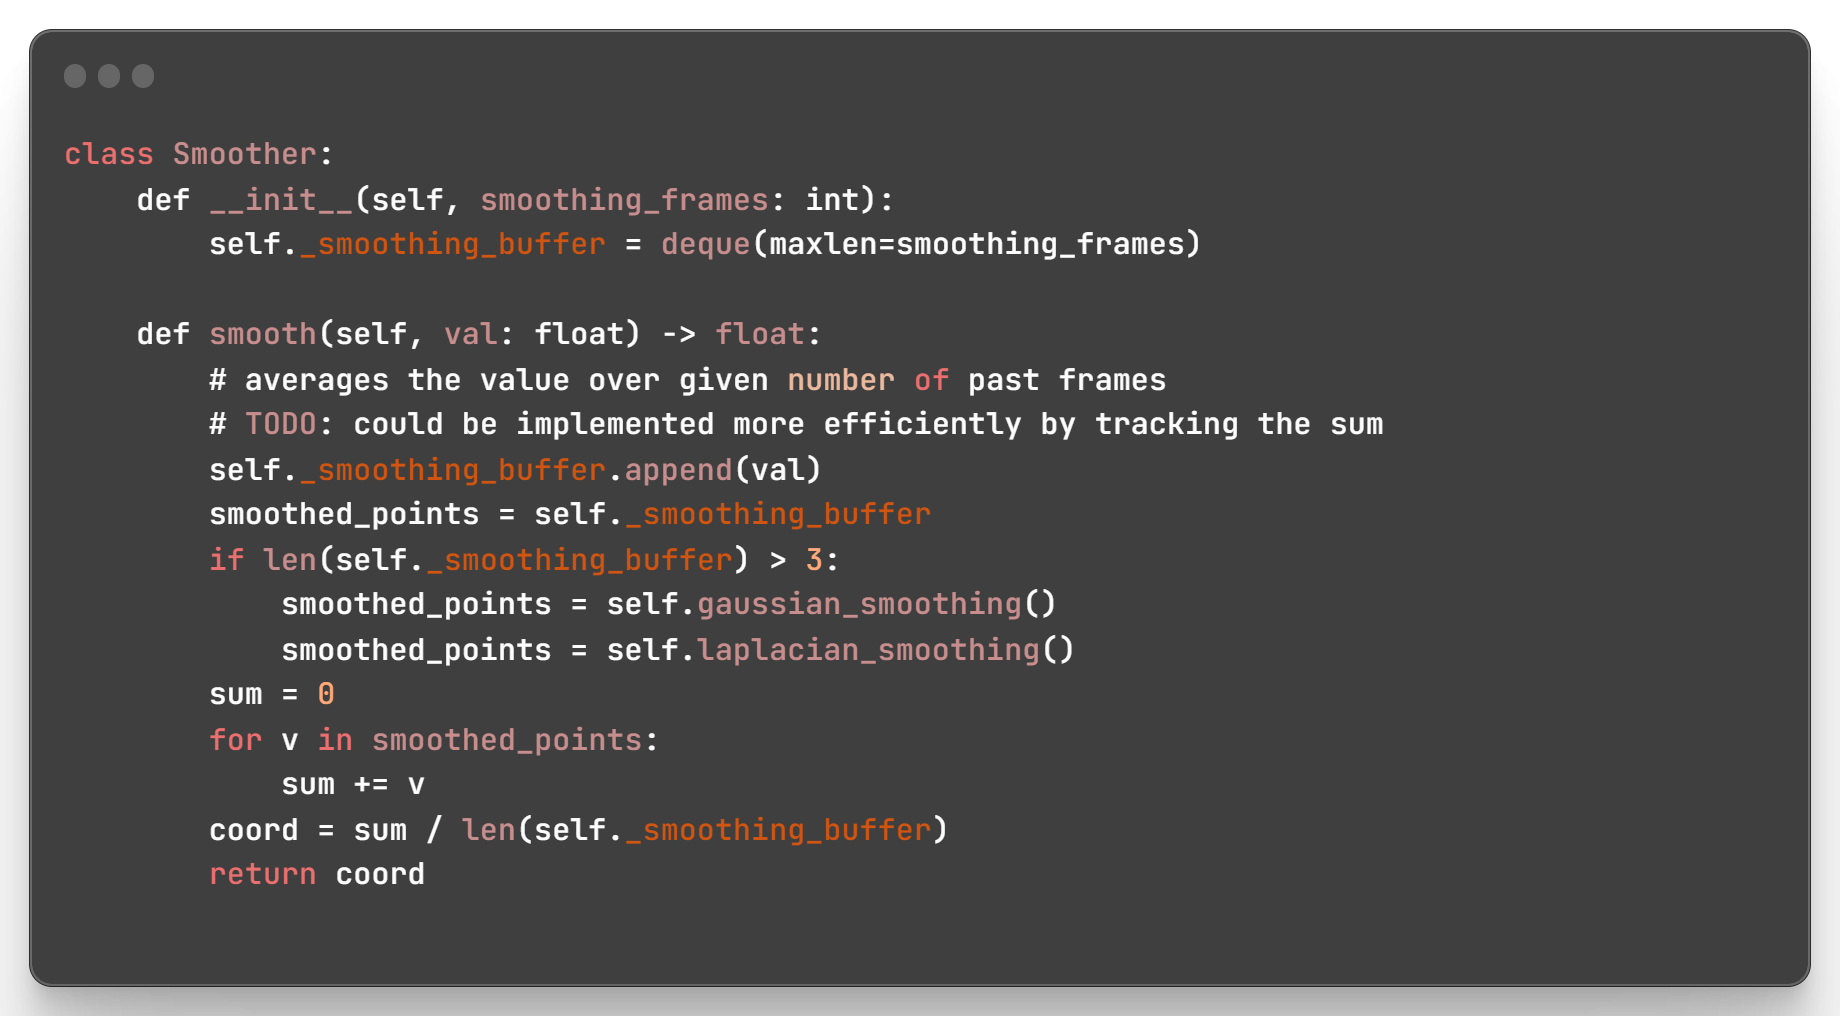 class Smoother:
    def __init__(self, smoothing_frames: int):
        self._smoothing_buffer = deque(maxlen=smoothing_frames)

    def smooth(self, val: float) -> float:
        # averages the value over given number of past frames
        # TODO: could be implemented more efficiently by tracking the sum
        self._smoothing_buffer.append(val)
        smoothed_points = self._smoothing_buffer
        if len(self._smoothing_buffer) > 3:
            smoothed_points = self.gaussian_smoothing()
            smoothed_points = self.laplacian_smoothing()
        sum = 0
        for v in smoothed_points:
            sum += v
        coord = sum / len(self._smoothing_buffer)
        return coord